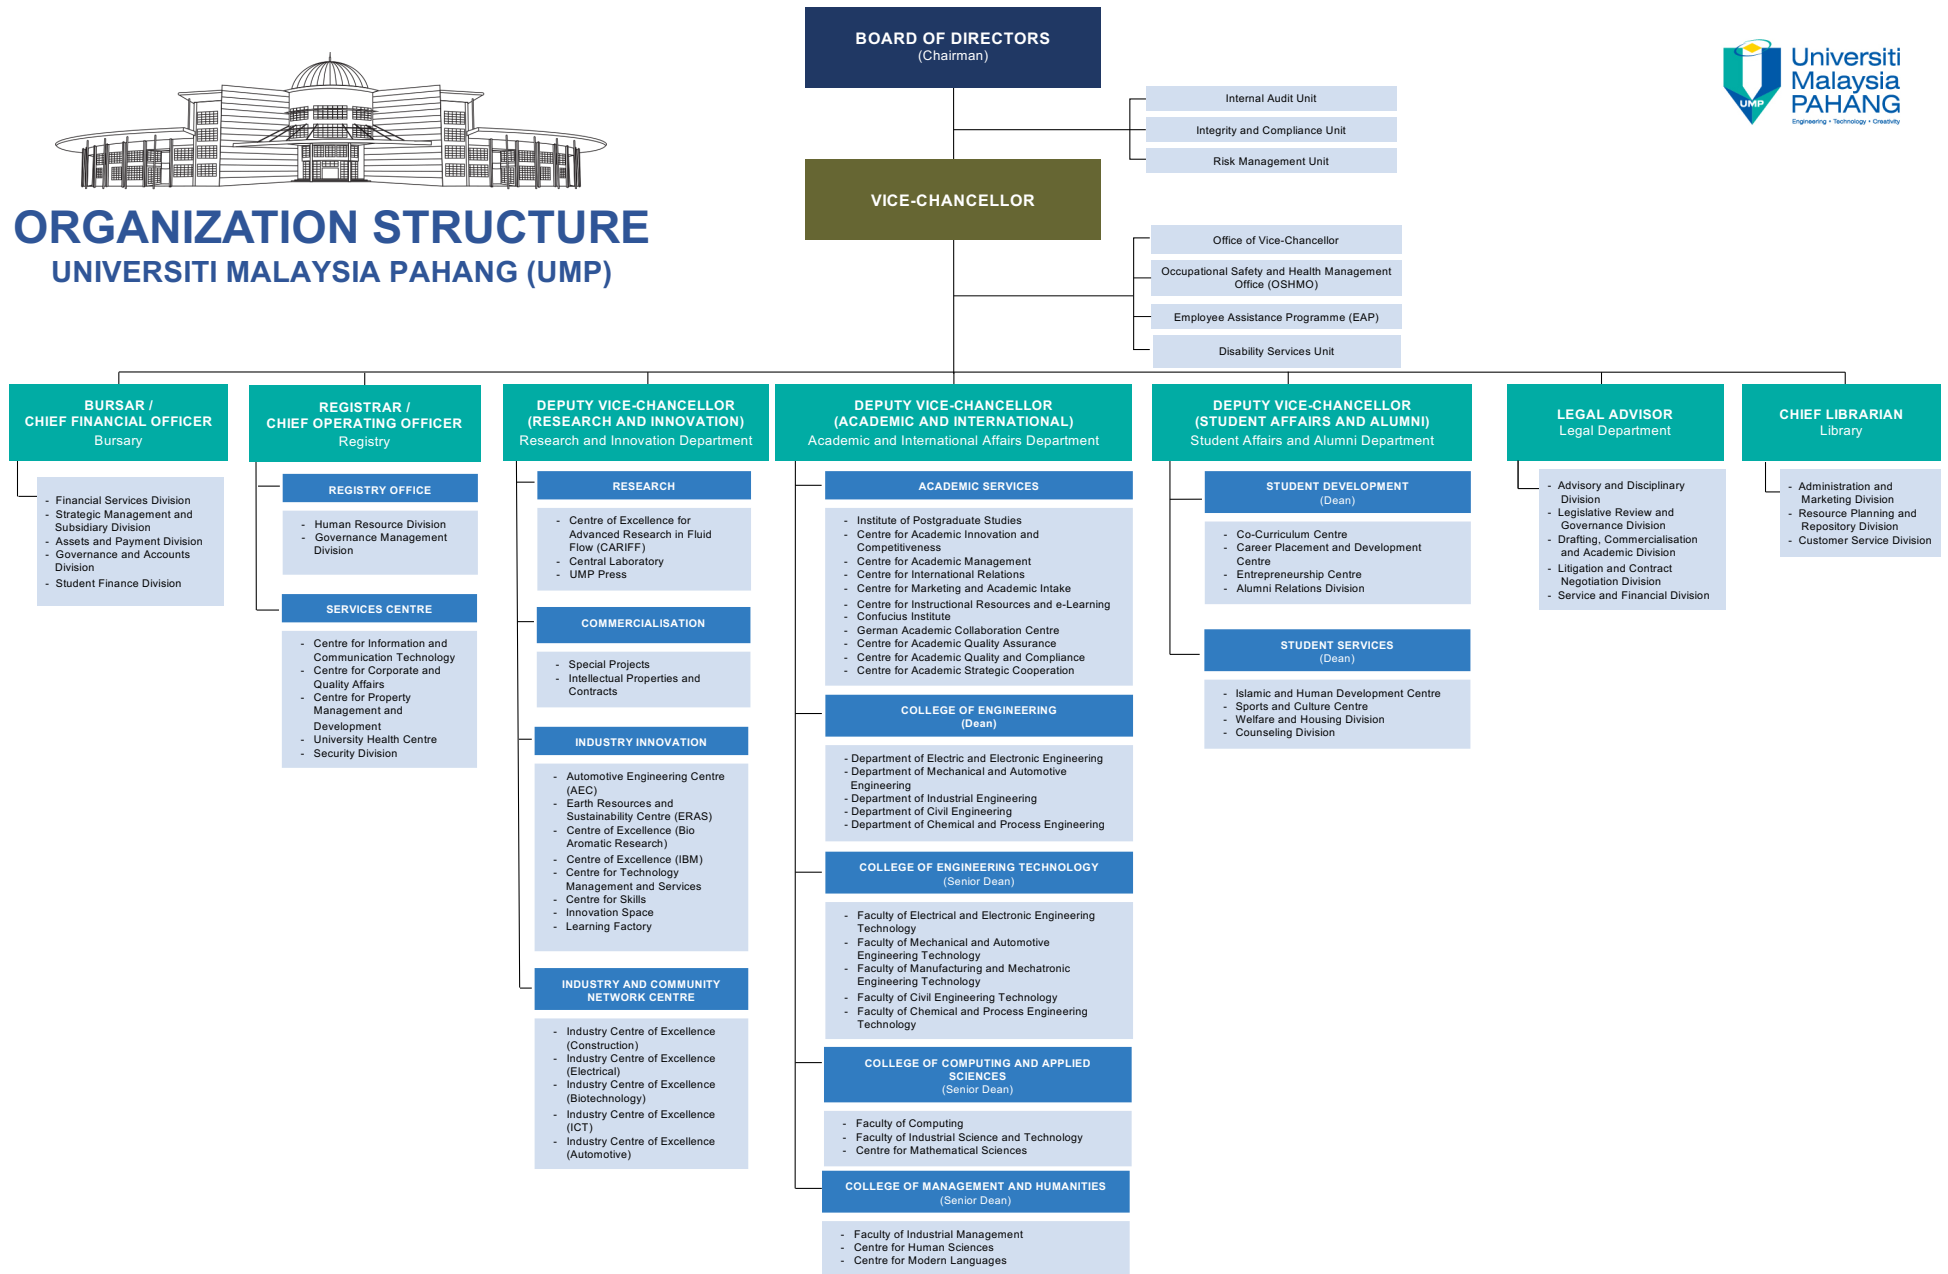 BOARD OF DIRECTORS
(Chairman)
Internal Audit Unit
Integrity and Compliance Unit
Risk Management Unit
UMP
Universiti
Malaysia
PAHANG
Engineering • Technology • Creativity
VICE-CHANCELLOR
ORGANIZATION STRUCTURE
UNIVERSITI MALAYSIA PAHANG (UMP)
Office of Vice-Chancellor
Occupational Safety and Health Management
Office (OSHMO)
Employee Assistance Programme (EAP)
Disability Services Unit
BURSAR /
CHIEF FINANCIAL OFFICER
Bursary
- Financial Services Division
- Strategic Management and
Subsidiary Division
- Assets and Payment Division
- Governance and Accounts
Division
- Student Finance Division
REGISTRAR /
CHIEF OPERATING OFFICER
Registry
REGISTRY OFFICE
- Human Resource Division
- Governance Management
Division
SERVICES CENTRE
- Centre for Information and
Communication Technology
- Centre for Corporate and
Quality Affairs
- Centre for Property
Management and
Development
- University Health Centre
- Security Division
DEPUTY VICE-CHANCELLOR
(RESEARCH AND INNOVATION)
Research and Innovation Department
RESEARCH
- Centre of Excellence for
Advanced Research in Fluid
Flow (CARIFF)
- Central Laboratory
- UMP Press
COMMERCIALISATION
- Special Projects
- Intellectual Properties and
Contracts
INDUSTRY INNOVATION
- Automotive Engineering Centre
(AEC)
- Earth Resources and
Sustainability Centre (ERAS)
- Centre of Excellence (Bio
Aromatic Research)
- Centre of Excellence (IBM)
- Centre for Technology
Management and Services
- Centre for Skills
- Innovation Space
- Learning Factory
INDUSTRY AND COMMUNITY
NETWORK CENTRE
- Industry Centre of Excellence
(Construction)
- Industry Centre of Excellence
(Electrical)
- Industry Centre of Excellence
(Biotechnology)
- Industry Centre of Excellence
(ICT)
- Industry Centre of Excellence
(Automotive)
DEPUTY VICE-CHANCELLOR
(ACADEMIC AND INTERNATIONAL)
Academic and International Affairs Department
ACADEMIC SERVICES
- Institute of Postgraduate Studies
- Centre for Academic Innovation and
Competitiveness
- Centre for Academic Management
- Centre for International Relations
- Centre for Marketing and Academic Intake
- Centre for Instructional Resources and e-Learning
- Confucius Institute
- German Academic Collaboration Centre
- Centre for Academic Quality Assurance
- Centre for Academic Quality and Compliance
- Centre for Academic Strategic Cooperation
COLLEGE OF ENGINEERING
(Dean)
- Department of Electric and Electronic Engineering
- Department of Mechanical and Automotive
Engineering
- Department of Industrial Engineering
- Department of Civil Engineering
- Department of Chemical and Process Engineering
COLLEGE OF ENGINEERING TECHNOLOGY
(Senior Dean)
- Faculty of Electrical and Electronic Engineering
Technology
- Faculty of Mechanical and Automotive
Engineering Technology
- Faculty of Manufacturing and Mechatronic
Engineering Technology
- Faculty of Civil Engineering Technology
- Faculty of Chemical and Process Engineering
Technology
COLLEGE OF COMPUTING AND APPLIED
SCIENCES
(Senior Dean)
- Faculty of Computing
- Faculty of Industrial Science and Technology
- Centre for Mathematical Sciences
COLLEGE OF MANAGEMENT AND HUMANITIES
(Senior Dean)
- Faculty of Industrial Management
- Centre for Human Sciences
- Centre for Modern Languages
DEPUTY VICE-CHANCELLOR
(STUDENT AFFAIRS AND ALUMNI)
Student Affairs and Alumni Department
STUDENT DEVELOPMENT
(Dean)
- Co-Curriculum Centre
- Career Placement and Development
Centre
- Entrepreneurship Centre
- Alumni Relations Division
STUDENT SERVICES
(Dean)
- Islamic and Human Development Centre
- Sports and Culture Centre
- Welfare and Housing Division
- Counseling Division
LEGAL ADVISOR
Legal Department
- Advisory and Disciplinary
Division
- Legislative Review and
Governance Division
- Drafting, Commercialisation
and Academic Division
- Litigation and Contract
Negotiation Division
- Service and Financial Division
CHIEF LIBRARIAN
Library
- Administration and
Marketing Division
- Resource Planning and
Repository Division
- Customer Service Division